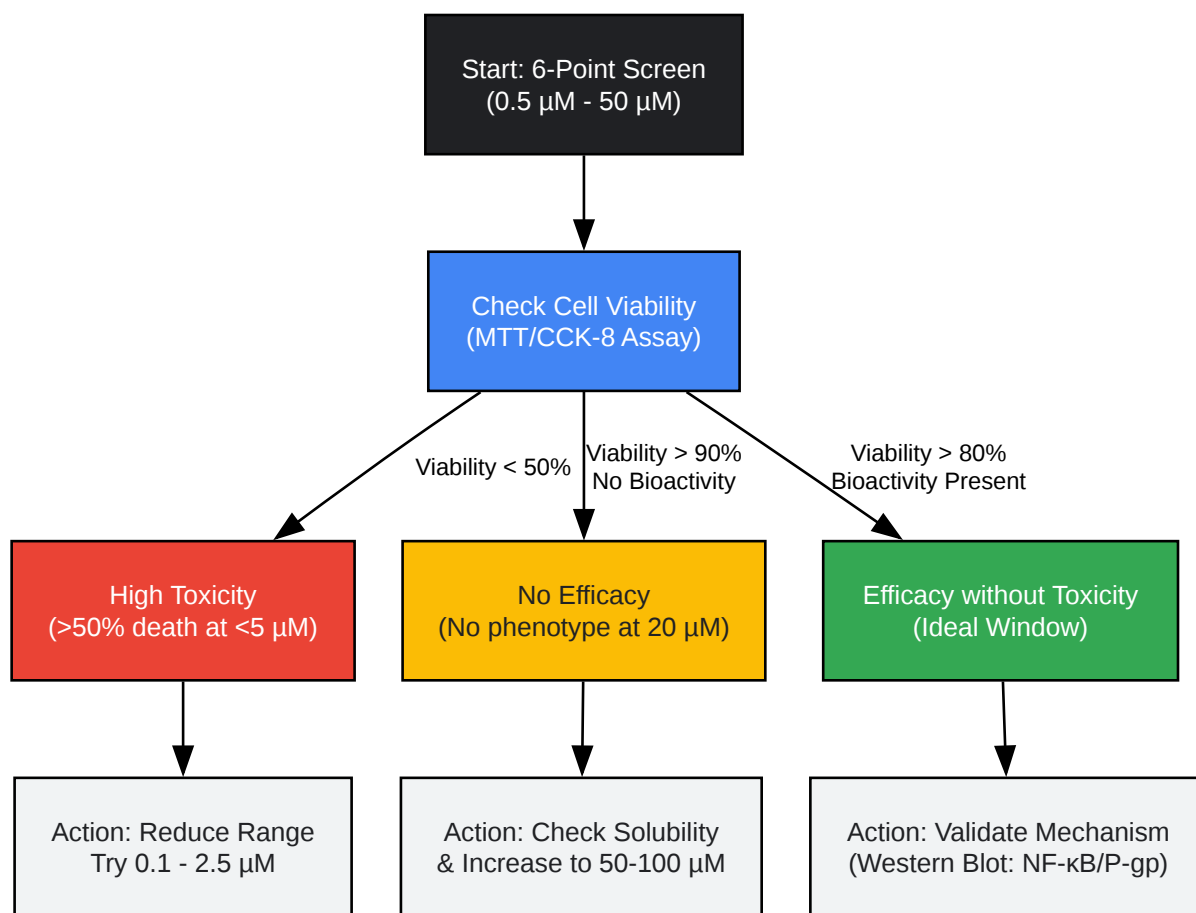 Start: 6-Point Screen
(0.5 µM - 50 µM)
Check Cell Viability
(MTT/CCK-8 Assay)
Viability < 50%
Viability > 90%
No Bioactivity
Viability > 80%
Bioactivity Present
High Toxicity
(>50% death at <5 µM)
No Efficacy
(No phenotype at 20 µM)
Efficacy without Toxicity
(Ideal Window)
Action: Reduce Range
Try 0.1 - 2.5 µM
Action: Check Solubility
& Increase to 50-100 µM
Action: Validate Mechanism
(Western Blot: NF-κB/P-gp)